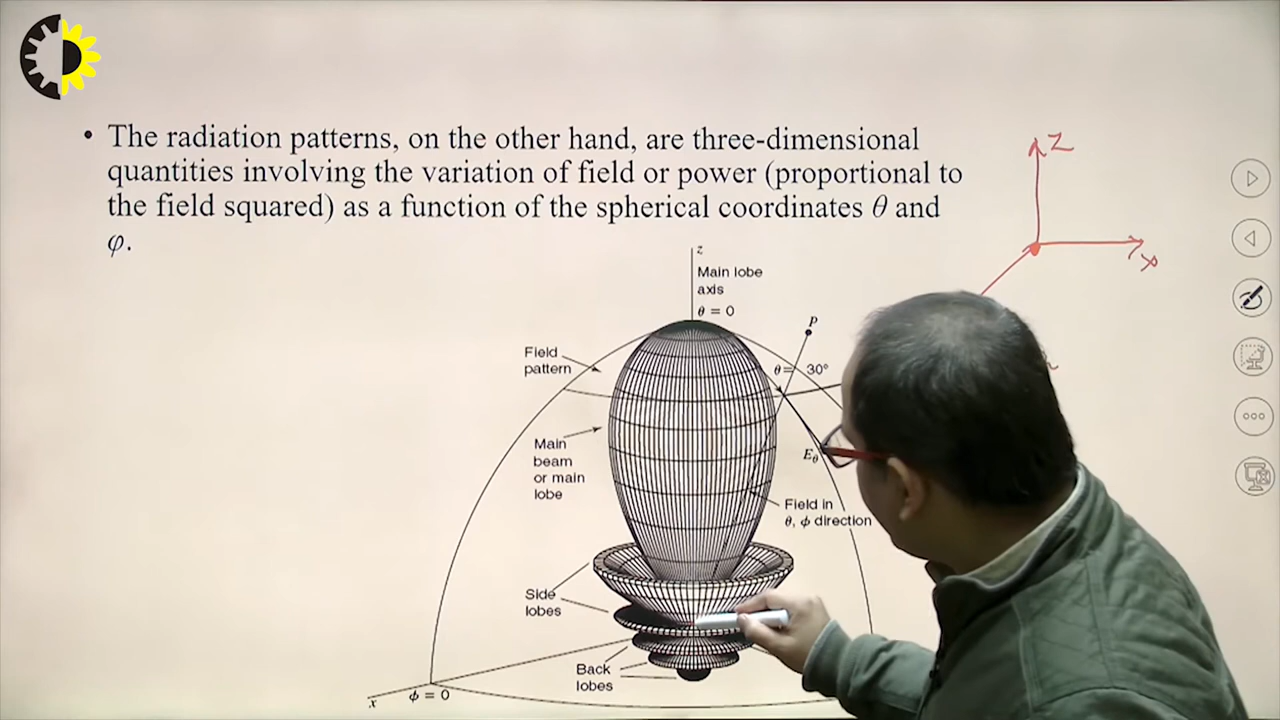 • The radiation patterns, on the other hand, are three-dimensional
quantities involving the variation of field or power (proportional to
the field squared) as a function of the spherical coordinates θ and
φ.
z
Z
x
Main lobe
axis
θ = 0
P
Field
pattern
θ = 30°
Main
beam
or main
lobe
Eθ
Field in
θ, ϕ direction
Side
lobes
Back
lobes
ϕ = 0
x